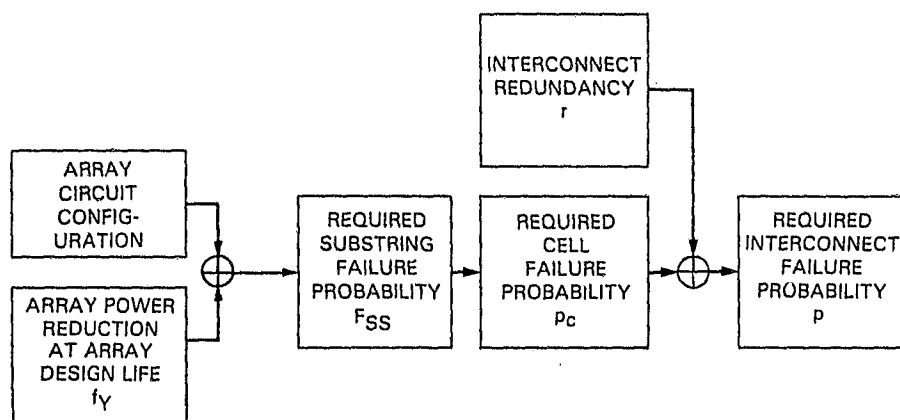 INTERCONNECT
REDUNDANCY
r
ARRAY
CIRCUIT
CONFIG-
URATION
ARRAY POWER
REDUCTION
AT ARRAY
DESIGN LIFE
fY
REQUIRED
SUBSTRING
FAILURE
PROBABILITY
FSS
REQUIRED
CELL
FAILURE
PROBABILITY
pc
REQUIRED
INTERCONNECT
FAILURE
PROBABILITY
p